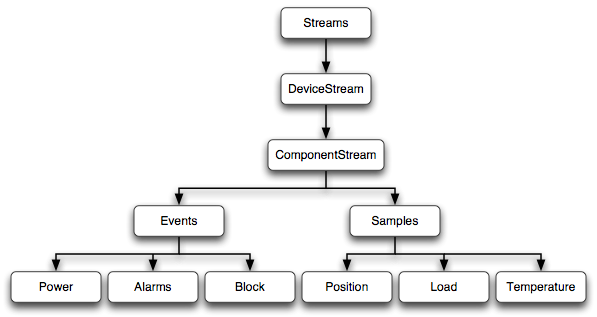 Streams
DeviceStream
ComponentStream
Events
Samples
Power
Alarms
Block
Position
Load
Temperature